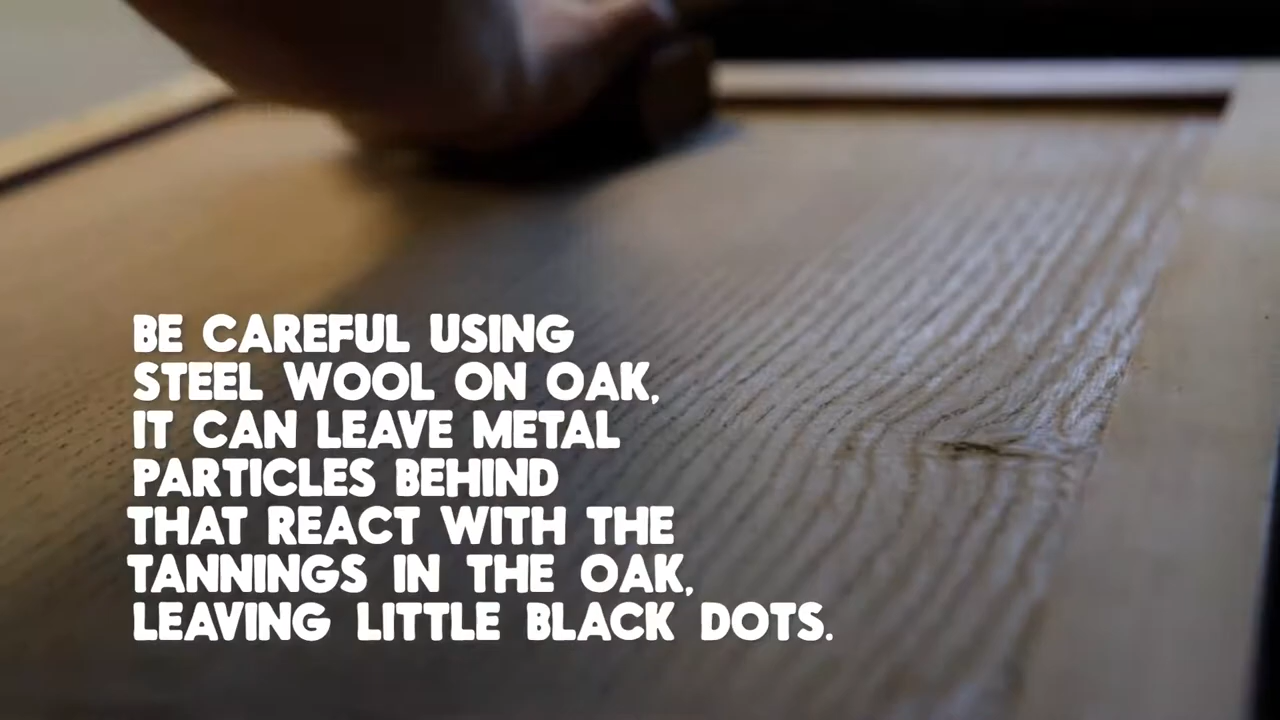 BE CAREFUL USING
STEEL WOOL ON OAK,
IT CAN LEAVE METAL
PARTICLES BEHIND
THAT REACT WITH THE
TANNINGS IN THE OAK,
LEAVING LITTLE BLACK DOTS.